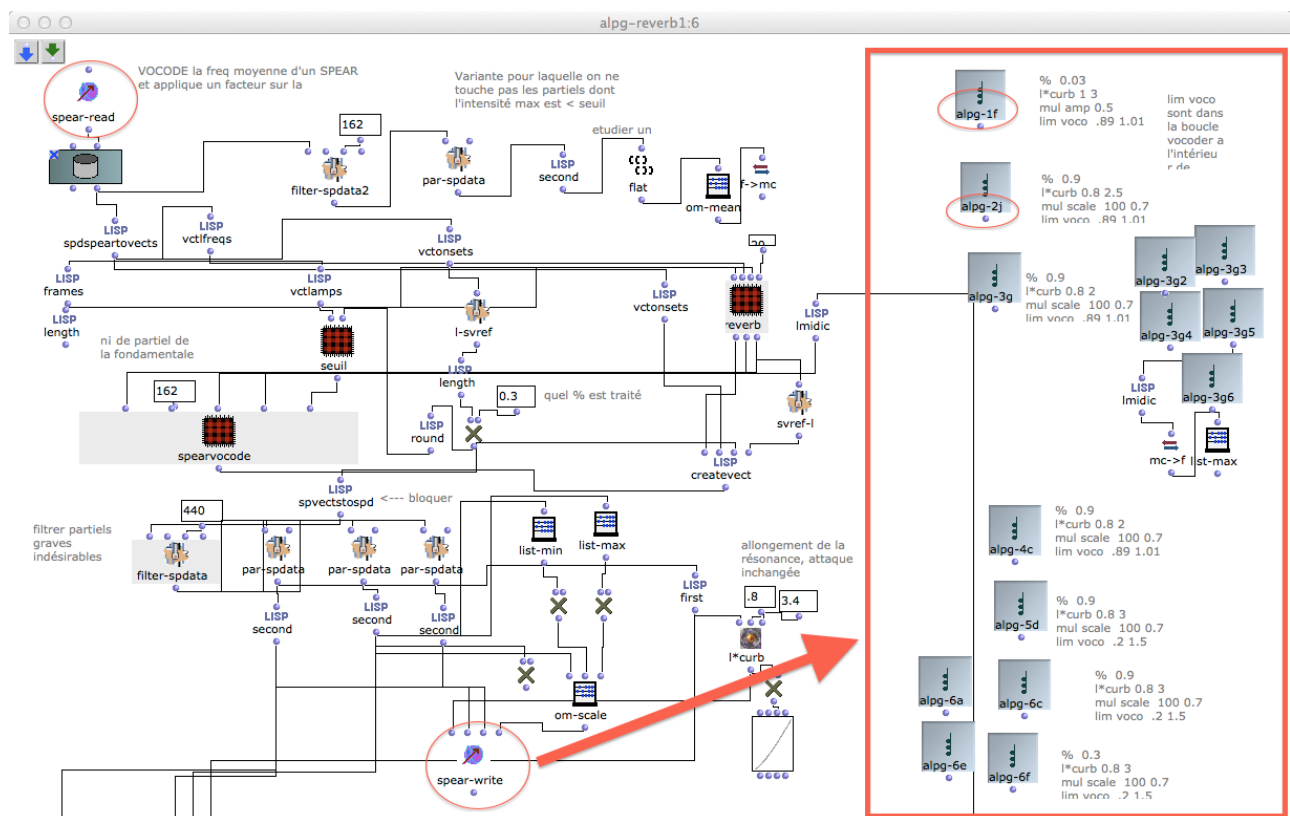 alpg-reverb1:6
VOCODE la freq moyenne d'un SPEAR
et applique un facteur sur la
spear-read
Variante pour laquelle on ne
touche pas les partiels dont
l'intensité max est < seuil
162
filter-spdata2
par-spdata
LISP
second
etudier un
flat
om-mean
f->mc
LISP
spdspeartovects
LISP
vctlfreqs
LISP
vctonsets
LISP
frames
LISP
length
LISP
vctlamps
l-svref
LISP
vctonsets
reverb
LISP
lmidic
ni de partiel de
la fondamentale
seuil
LISP
length
0.3
quel % est traité
162
spearvocode
LISP
round
svref-l
LISP
createvect
LISP
spvectstospd
<--- bloquer
440
filtrer partiels
graves
indésirables
filter-spdata
par-spdata
par-spdata
par-spdata
list-min
list-max
allongement de la
résonance, attaque
inchangée
LISP
second
LISP
second
LISP
second
LISP
first
.8
3.4
l*curb
om-scale
spear-write
alpg-1f
% 0.03
l*curb 1 3
mul amp 0.5
lim voco .89 1.01
lim voco
sont dans
la boucle
vocoder a
l'intérieu
r de
alpg-2j
% 0.9
l*curb 0.8 2.5
mul scale 100 0.7
lim voco .89 1.01
alpg-3g
% 0.9
l*curb 0.8 2
mul scale 100 0.7
lim voco .89 1.01
alpg-3g2
alpg-3g3
alpg-3g4
alpg-3g5
LISP
lmidic
alpg-3g6
mc->f
list-max
alpg-4c
% 0.9
l*curb 0.8 2
mul scale 100 0.7
lim voco .89 1.01
alpg-5d
% 0.9
l*curb 0.8 3
mul scale 100 0.7
lim voco .2 1.5
alpg-6a
alpg-6c
% 0.9
l*curb 0.8 3
mul scale 100 0.7
lim voco .2 1.5
alpg-6e
alpg-6f
% 0.3
l*curb 0.8 3
mul scale 100 0.7
lim voco .2 1.5